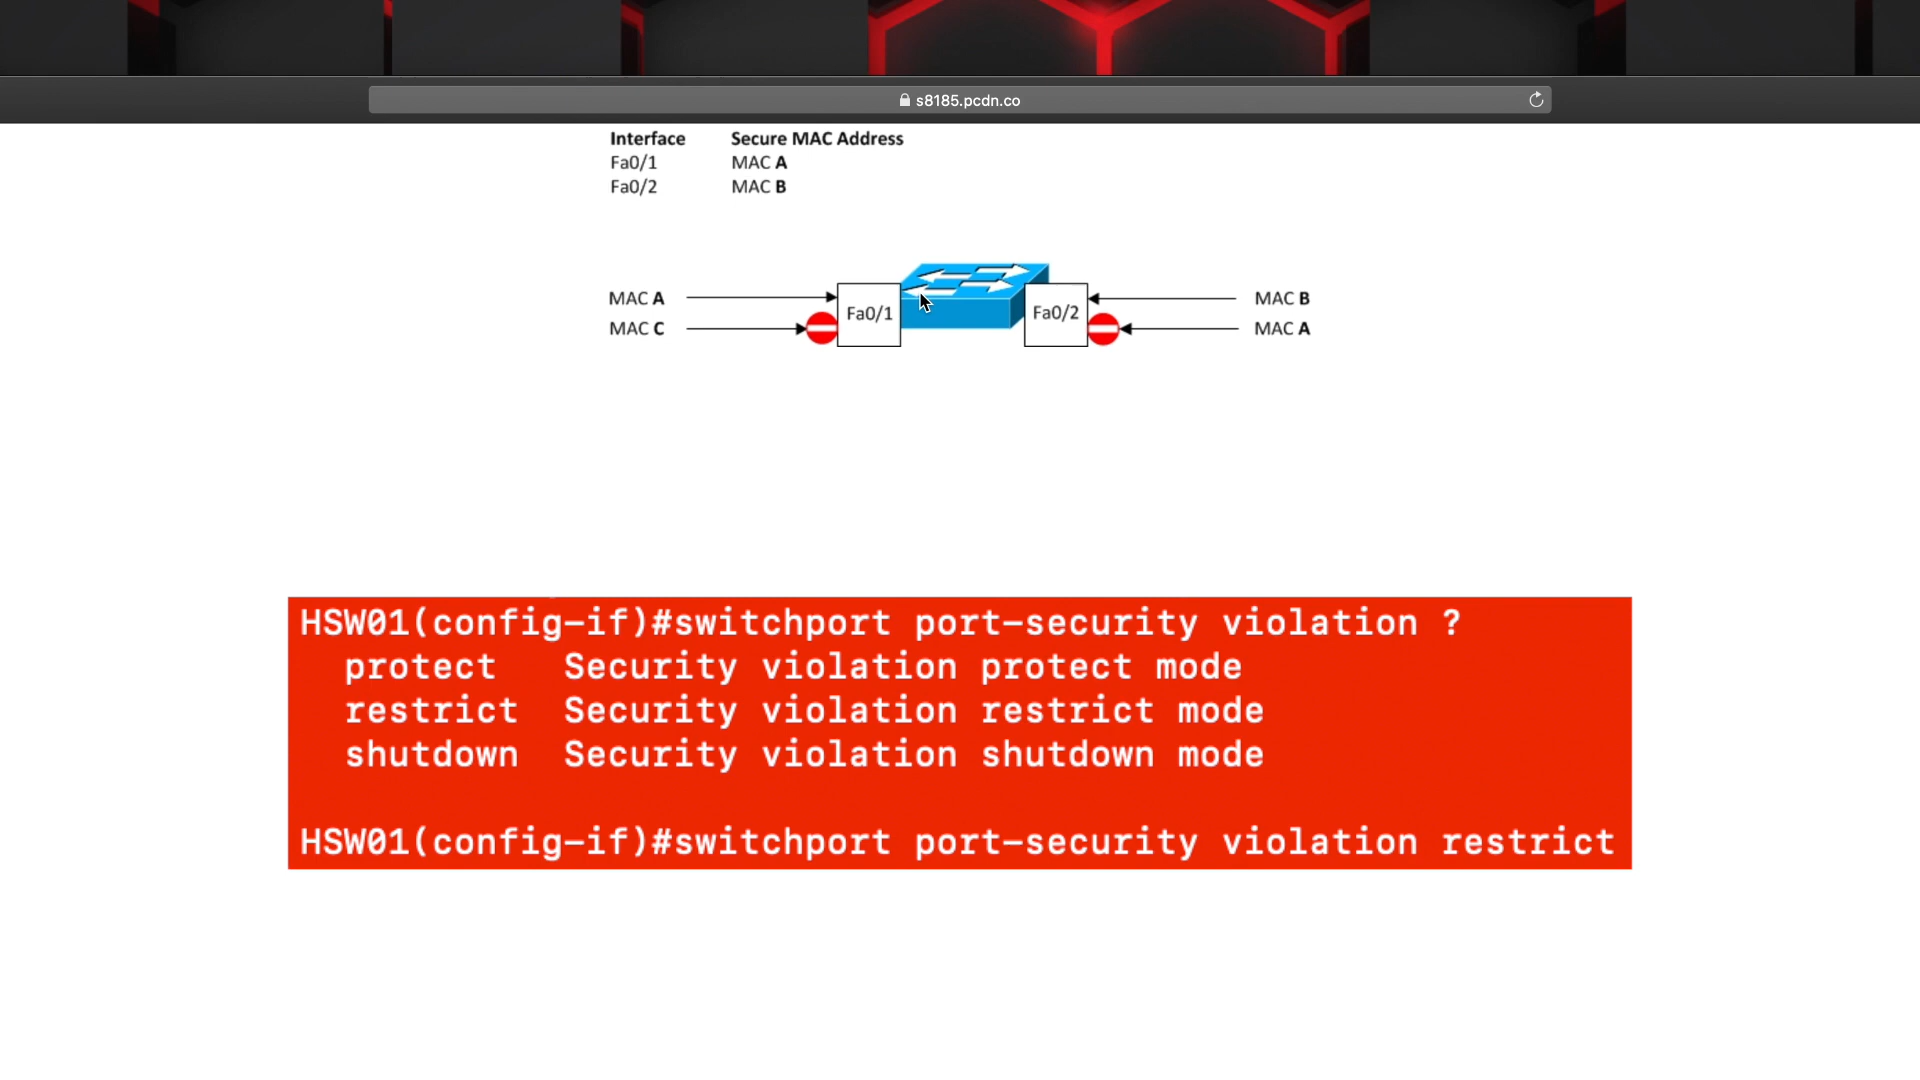 s8185.pcdn.co
Interface Secure MAC Address
Fa0/1 MAC A
Fa0/2 MAC B
MAC A Fa0/1 Fa0/2 MAC B
MAC C MAC A
HSW01(config-if)#switchport port-security violation ?
protect Security violation protect mode
restrict Security violation restrict mode
shutdown Security violation shutdown mode
HSW01(config-if)#switchport port-security violation restrict